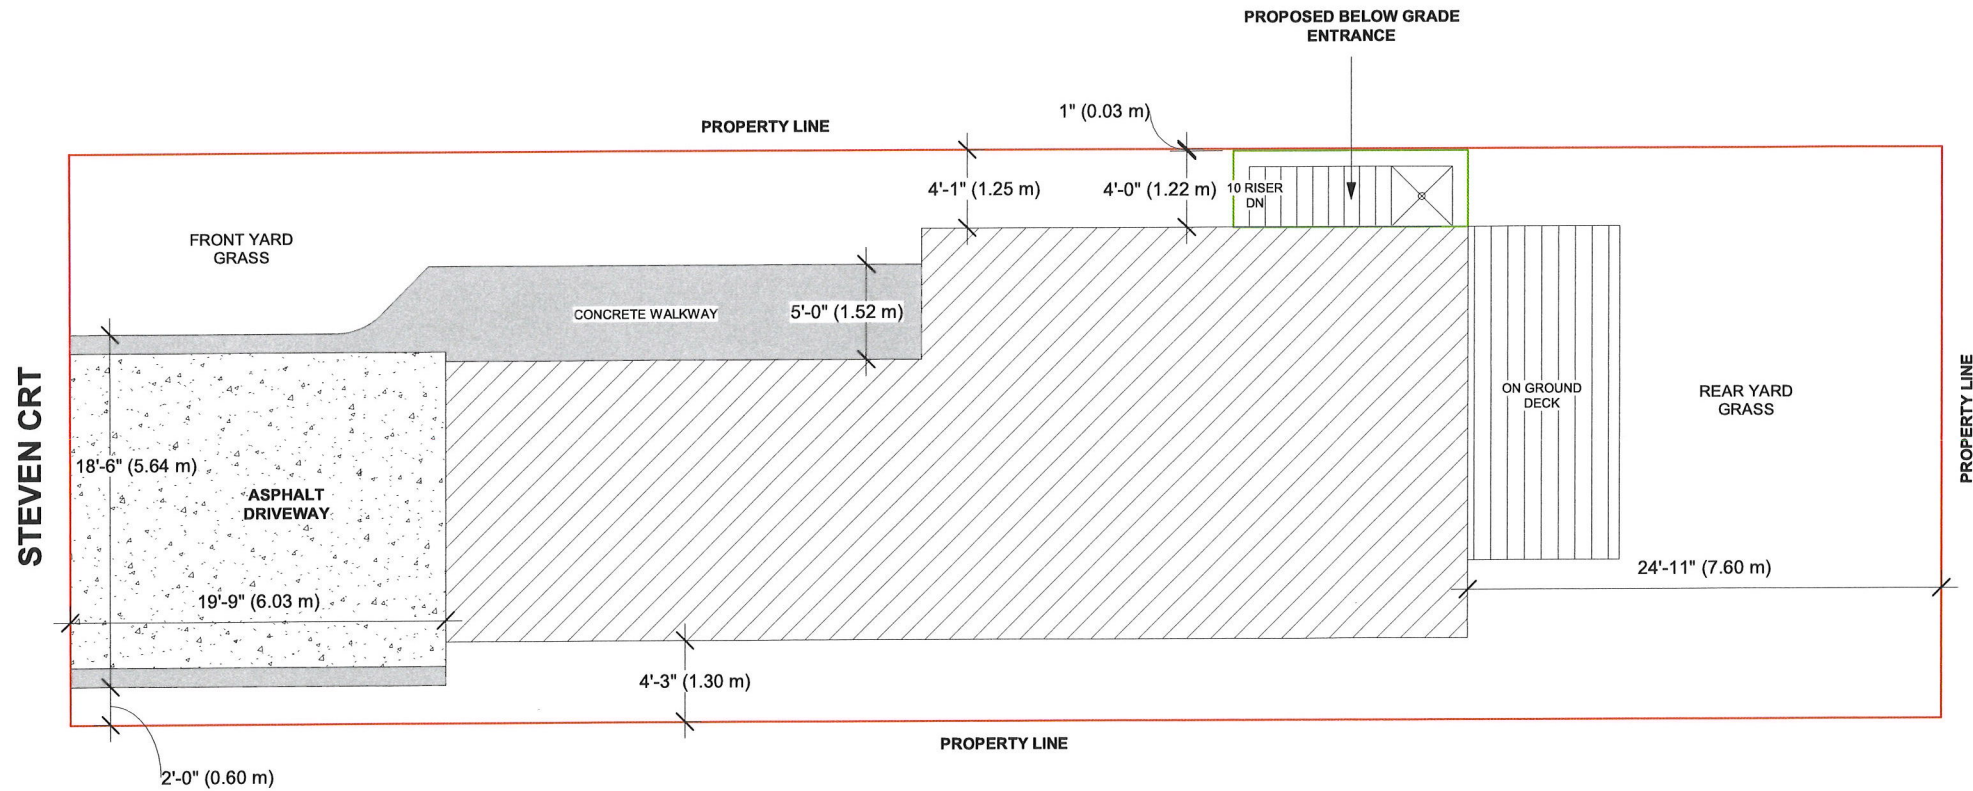 PROPOSED BELOW GRADE
ENTRANCE
1" (0.03 m)
PROPERTY LINE
4'-1" (1.25 m)
4'-0" (1.22 m)
10 RISER
DN
FRONT YARD
GRASS
CONCRETE WALKWAY
5'-0" (1.52 m)
STEVEN CRT
18'-6" (5.64 m)
ASPHALT
DRIVEWAY
19'-9" (6.03 m)
ON GROUND
DECK
REAR YARD
GRASS
PROPERTY LINE
24'-11" (7.60 m)
4'-3" (1.30 m)
PROPERTY LINE
2'-0" (0.60 m)